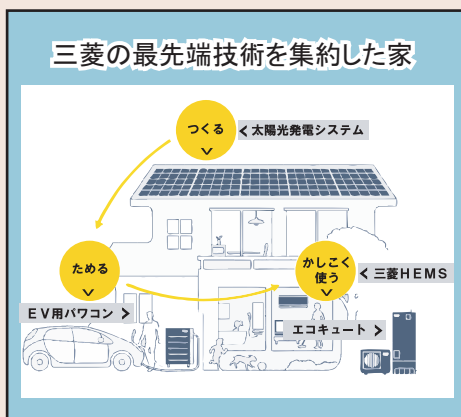 三菱の最先端技術を集約した家
つくる
< 太陽光発電システム
ためる
かしこく
使う
< 三菱HEMS
EV用パワコン >
エコキュート >